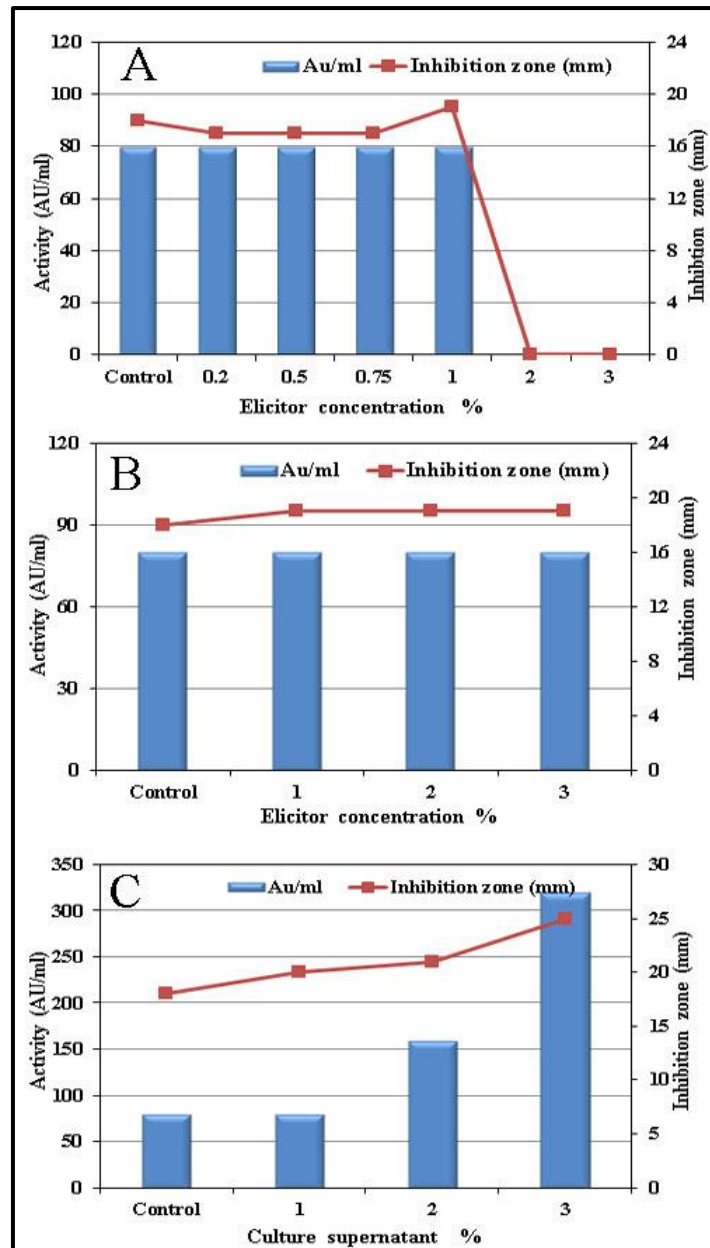 A
Au/ml Inhibition zone (mm)
120
100
80
60
40
20
0
Activity (AU/ml)
24
20
16
12
8
4
0
Inhibtion zone (mm)
Control 0.2 0.5 0.75 1 2 3
Elicitor concentration %
B
Au/ml Inhibition zone (mm)
120
90
60
30
0
Activity (AU/ml)
24
20
16
12
8
4
0
Inhibition zone (mm)
Control 1 2 3
Elicitor concentration %
C
Au/ml Inhibition zone (mm)
350
300
250
200
150
100
50
0
Activity (AU/ml)
30
25
20
15
10
5
0
Inhibition zone (mm)
Control 1 2 3
Culture supernatant %